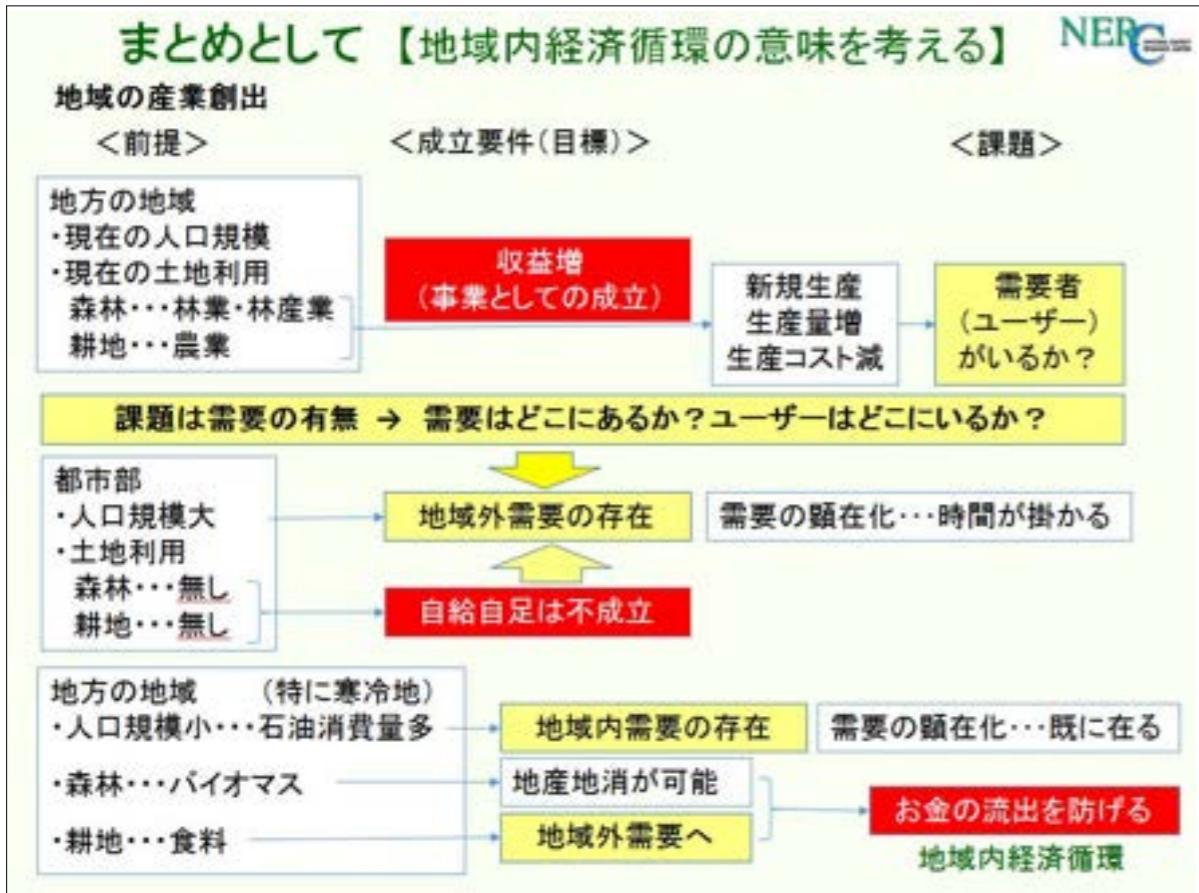 まとめとして【地域内経済循環の意味を考える】
NERC
地域の産業創出
＜前提＞
＜成立要件(目標)＞
＜課題＞
地方の地域
・現在の人口規模
・現在の土地利用
森林・・・林業・林産業
耕地・・・農業
収益増
(事業としての成立)
新規生産
生産量増
生産コスト減
需要者
(ユーザー)
がいるか？
課題は需要の有無 → 需要はどこにあるか？ユーザーはどこにいるか？
都市部
・人口規模大
・土地利用
森林・・・無し
耕地・・・無し
地域外需要の存在
需要の顕在化・・・時間が掛かる
自給自足は不成立
地方の地域 (特に寒冷地)
・人口規模小・・・石油消費量多
・森林・・・バイオマス
・耕地・・・食料
地域内需要の存在
需要の顕在化・・・既に在る
地産地消が可能
地域外需要へ
お金の流出を防げる
地域内経済循環